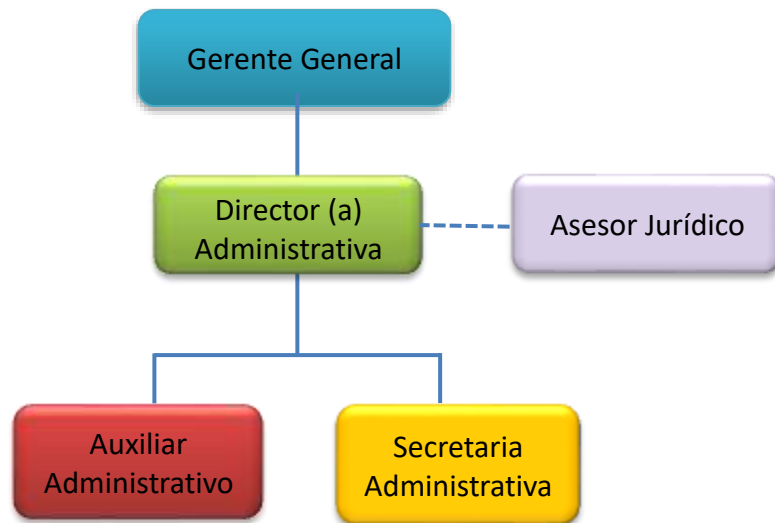 Gerente General
Director (a)
Administrativa
Asesor Jurídico
Auxiliar
Administrativo
Secretaria
Administrativa